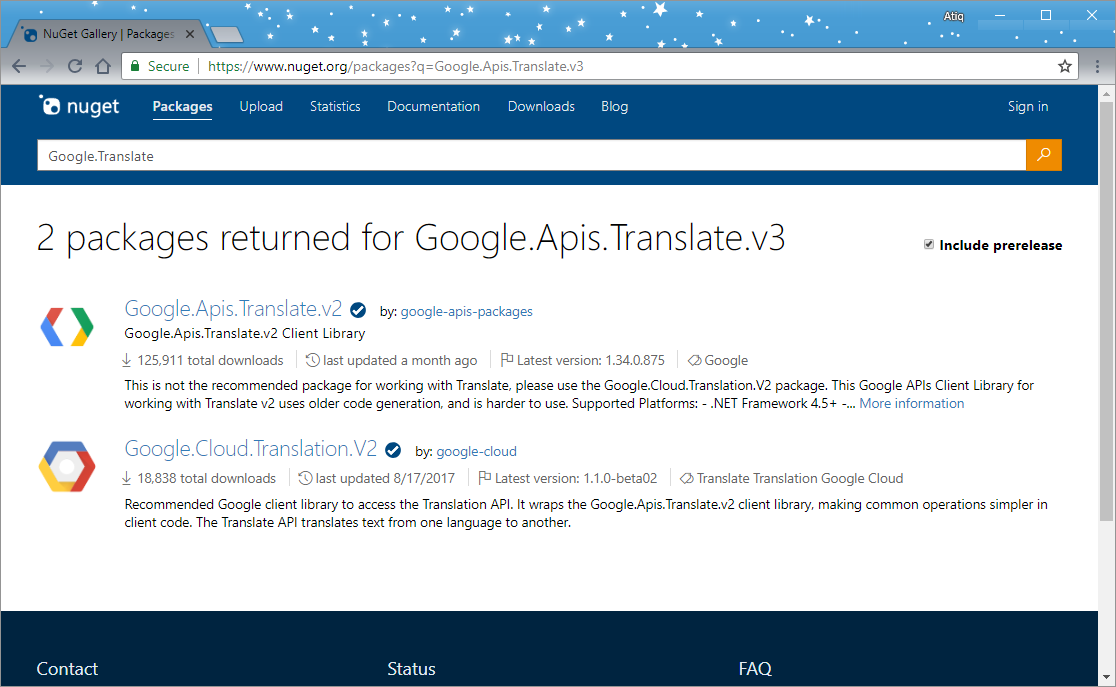 Atiq
NuGet Gallery | Packages
Secure https://www.nuget.org/packages?q=Google.Apis.Translate.v3
nuget Packages Upload Statistics Documentation Downloads Blog Sign in
Google.Translate
2 packages returned for Google.Apis.Translate.v3
Include prerelease
Google.Apis.Translate.v2 by: google-apis-packages
Google.Apis.Translate.v2 Client Library
125,911 total downloads last updated a month ago Latest version: 1.34.0.875 Google
This is not the recommended package for working with Translate, please use the Google.Cloud.Translation.V2 package. This Google APIs Client Library for
working with Translate v2 uses older code generation, and is harder to use. Supported Platforms: - .NET Framework 4.5+ -... More information
Google.Cloud.Translation.V2 by: google-cloud
18,838 total downloads last updated 8/17/2017 Latest version: 1.1.0-beta02 Translate Translation Google Cloud
Recommended Google client library to access the Translation API. It wraps the Google.Apis.Translate.v2 client library, making common operations simpler in
client code. The Translate API translates text from one language to another.
Contact Status FAQ